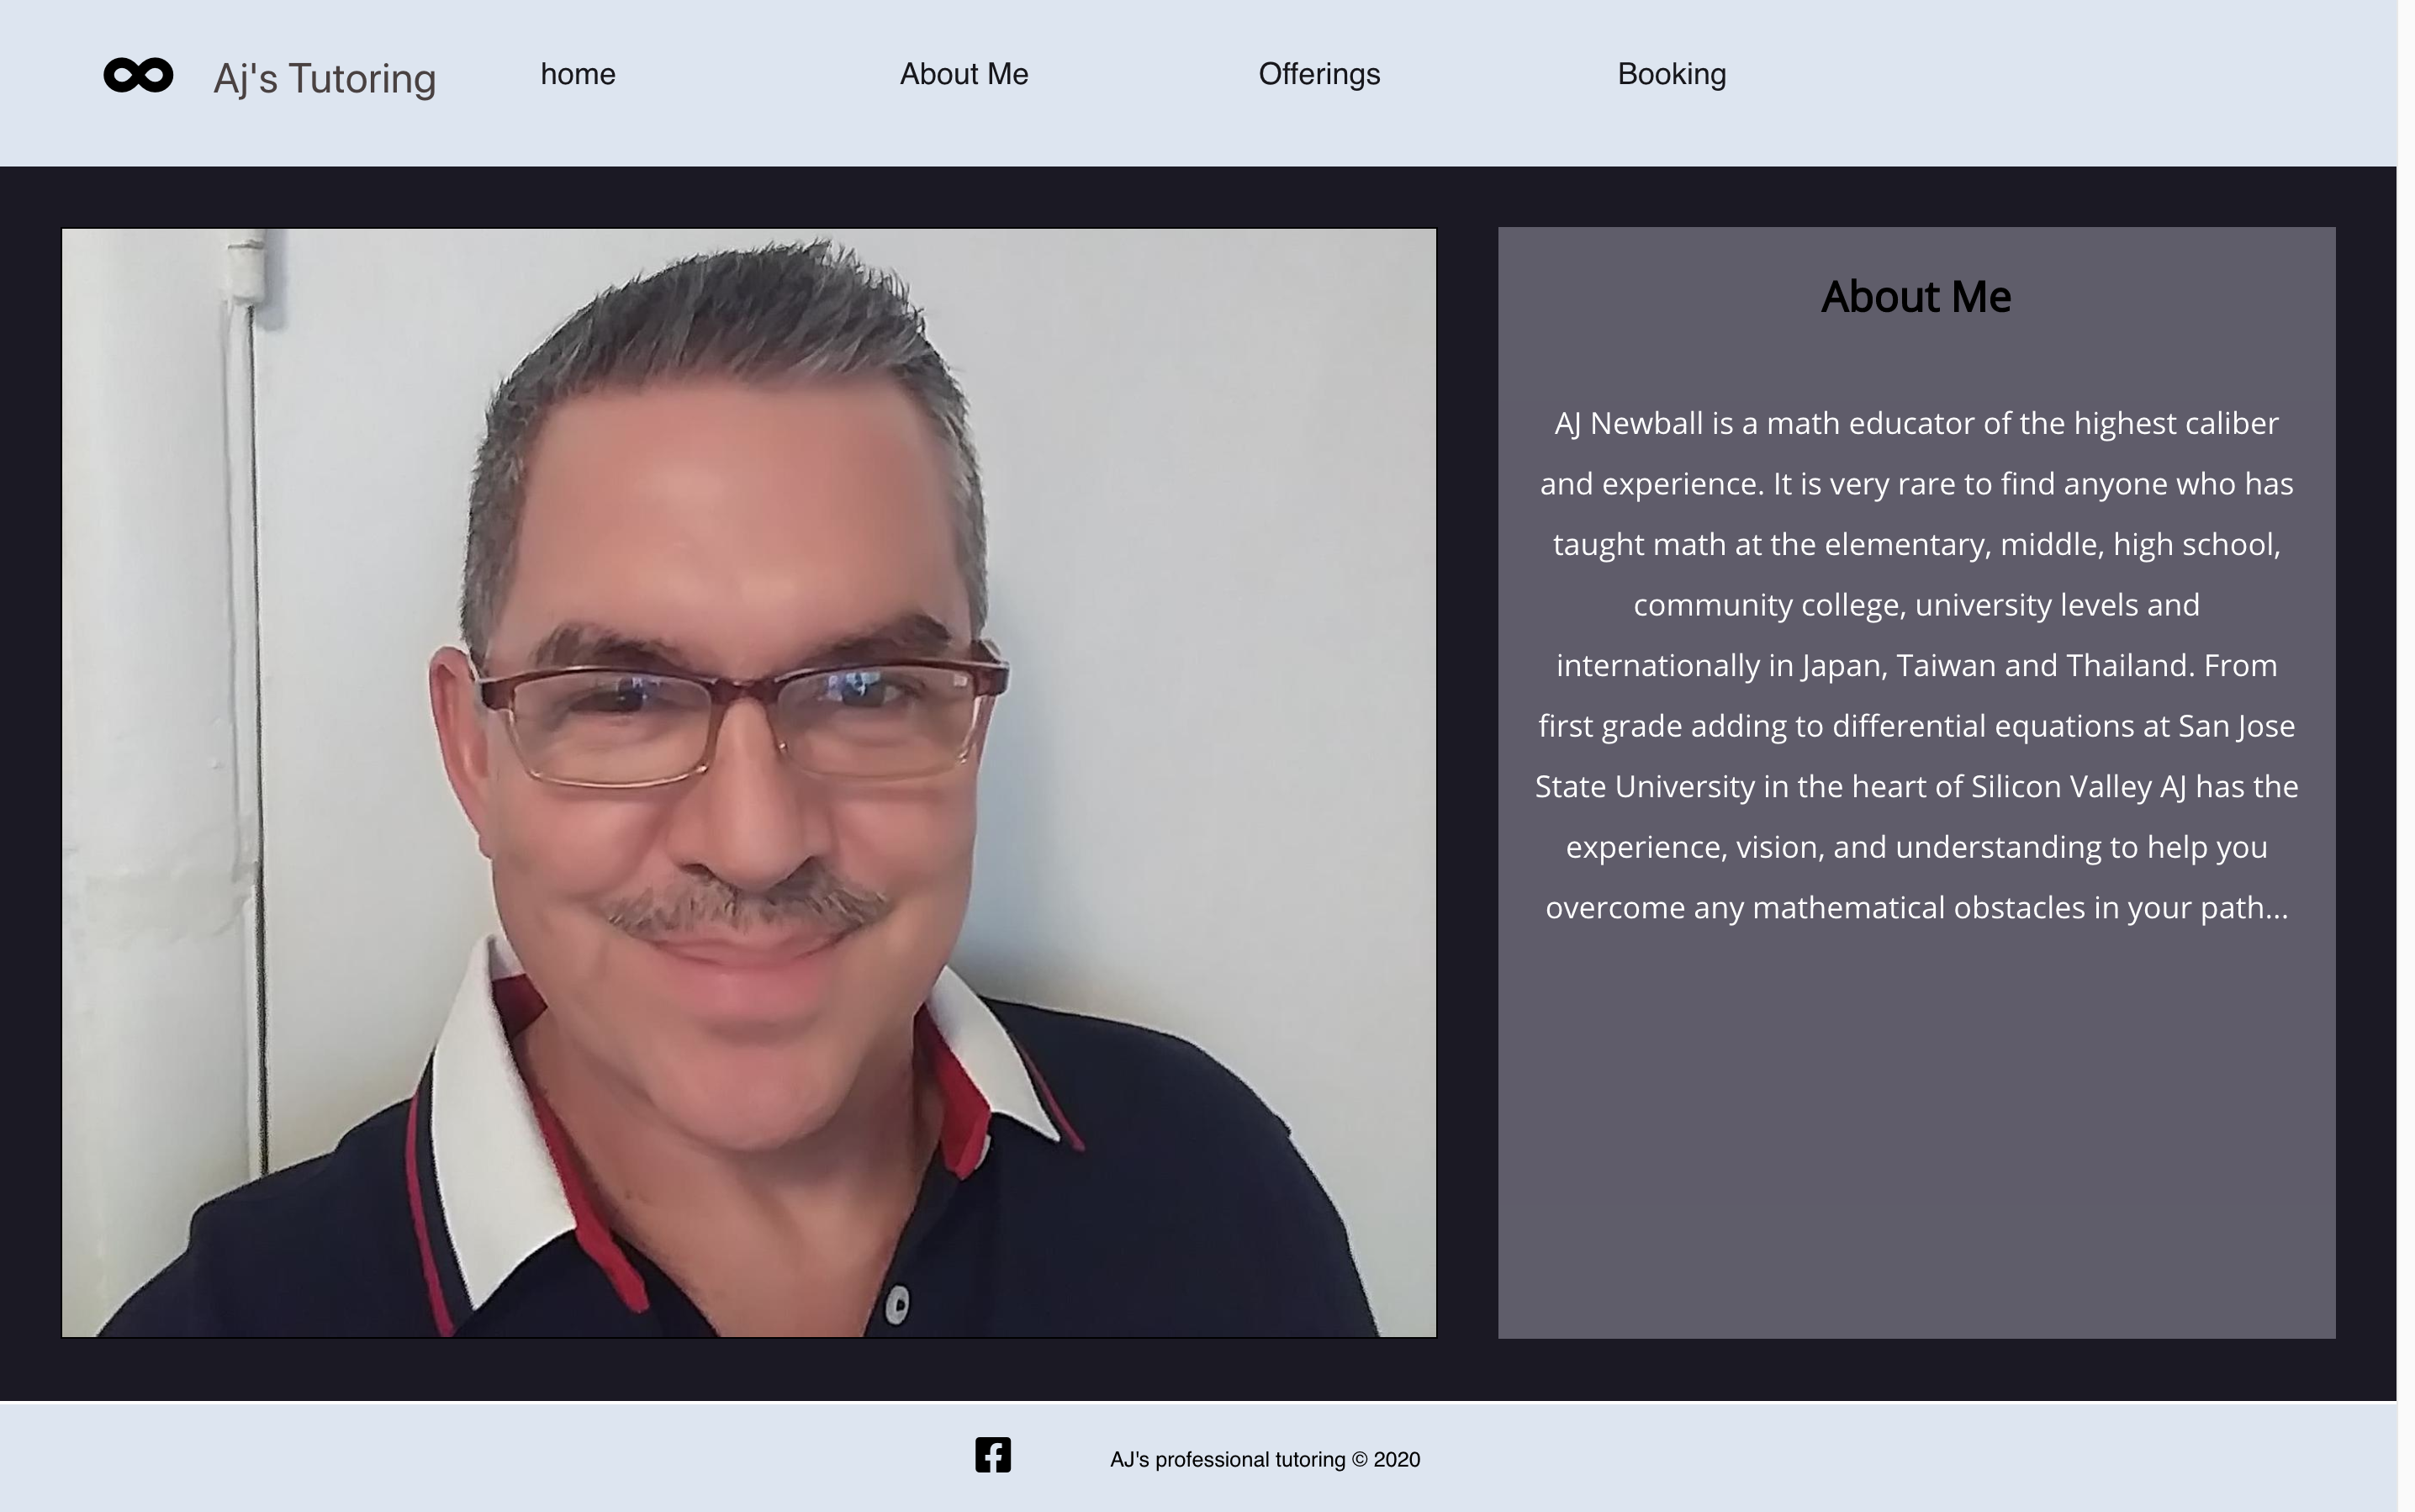 Aj's Tutoring
home
About Me
Offerings
Booking
About Me
AJ Newball is a math educator of the highest caliber
and experience. It is very rare to find anyone who has
taught math at the elementary, middle, high school,
community college, university levels and
internationally in Japan, Taiwan and Thailand. From
first grade adding to differential equations at San Jose
State University in the heart of Silicon Valley AJ has the
experience, vision, and understanding to help you
overcome any mathematical obstacles in your path...
AJ's professional tutoring © 2020